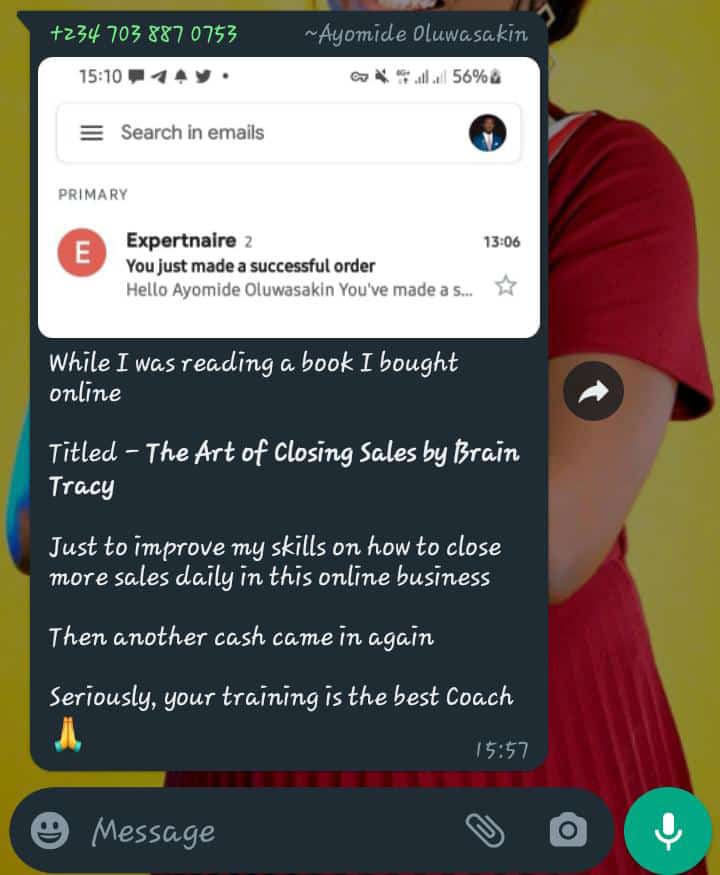 +234 703 887 0753 ~Ayomide Oluwasakin
15:10 56%
Search in emails
PRIMARY
E Expertnaire 2 13:06
You just made a successful order
Hello Ayomide Oluwasakin You've made a s...
While I was reading a book I bought
online
Titled - The Art of Closing Sales by Brain
Tracy
Just to improve my skills on how to close
more sales daily in this online business
Then another cash came in again
Seriously, your training is the best Coach
🙏
15:57
Message